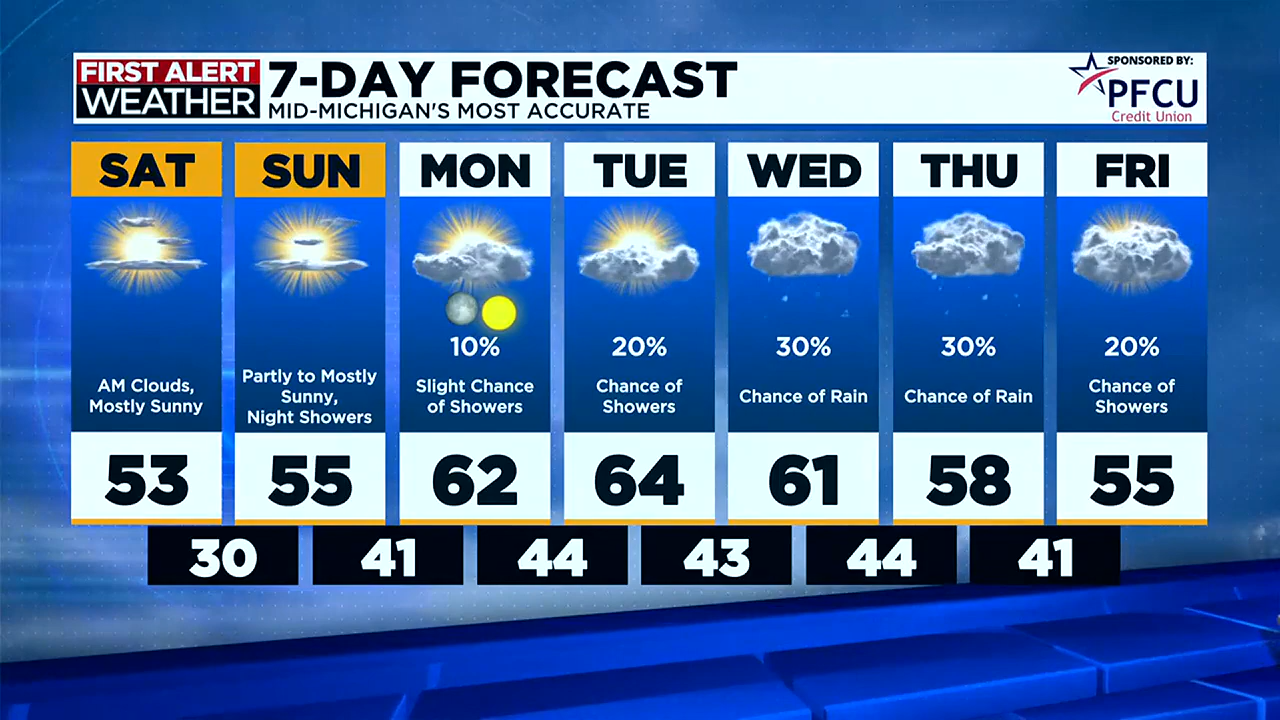 FIRST ALERT
WEATHER
7-DAY FORECAST
MID-MICHIGAN'S MOST ACCURATE
SPONSORED BY:
PFCU
Credit Union
SAT
AM Clouds,
Mostly Sunny
53
SUN
Partly to Mostly
Sunny,
Night Showers
55
MON
10%
Slight Chance
of Showers
62
TUE
20%
Chance of
Showers
64
WED
30%
Chance of Rain
61
THU
30%
Chance of Rain
58
FRI
20%
Chance of
Showers
55
30
41
44
43
44
41